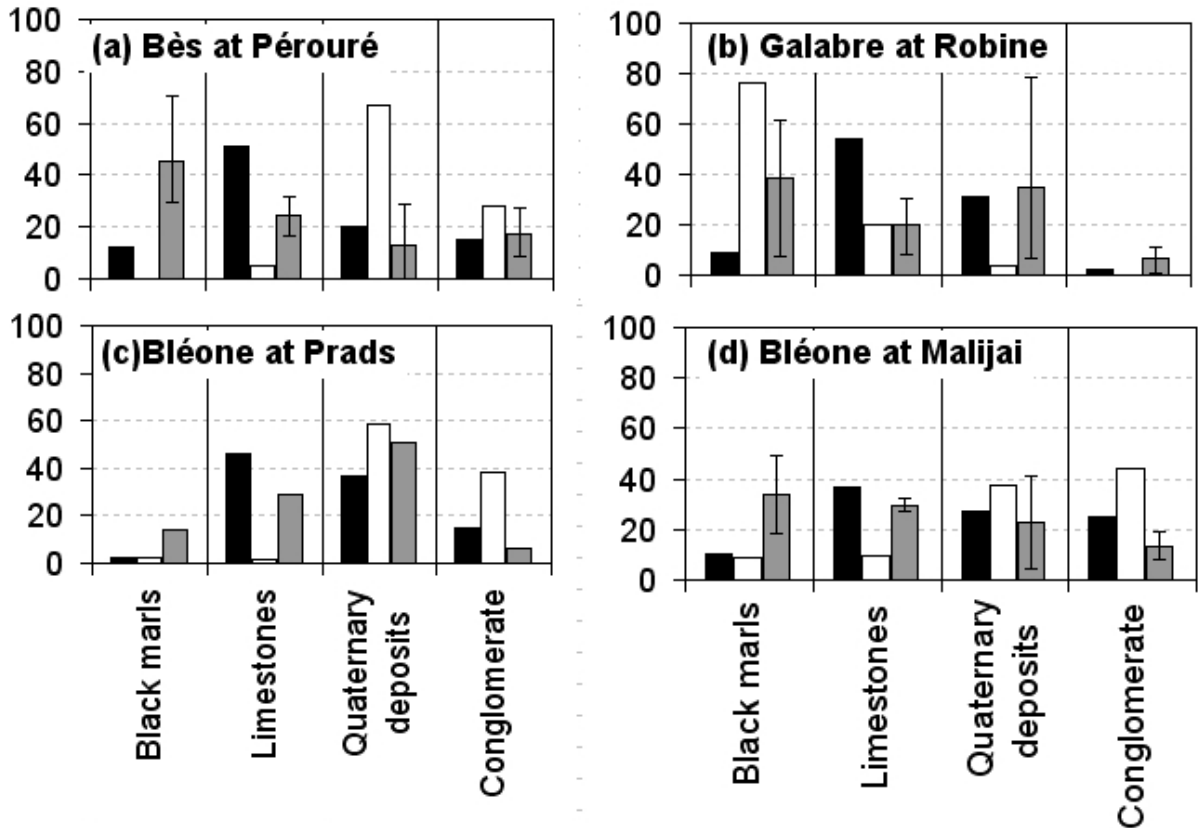 (a) Bès at Pérouré
100
80
60
40
20
0
(b) Galabre at Robine
100
80
60
40
20
0
(c)Bléone at Prads
100
80
60
40
20
0
(d) Bléone at Malijai
100
80
60
40
20
0
Black marls
Limestones
Quaternary
deposits
Conglomerate
Black marls
Limestones
Quaternary
deposits
Conglomerate